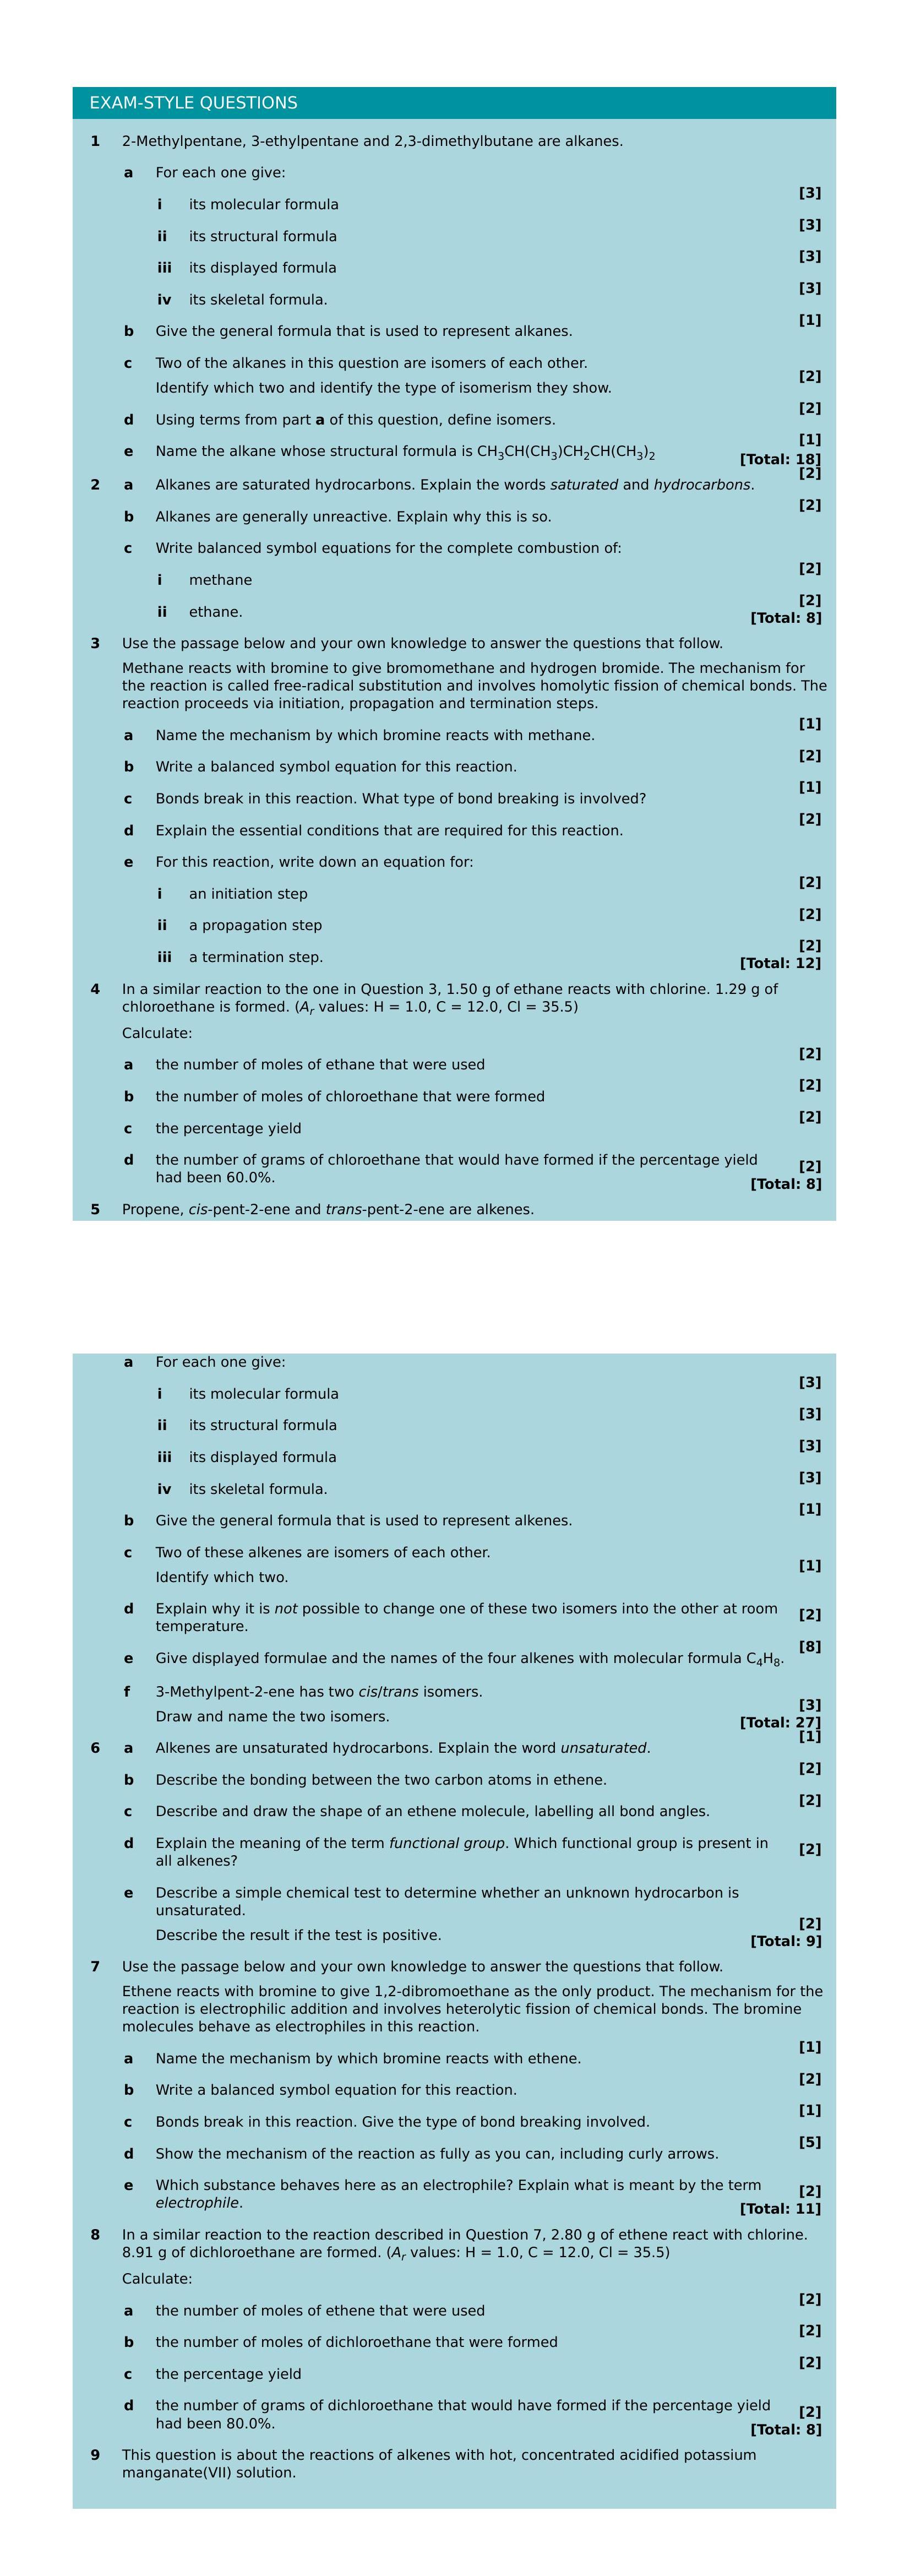 EXAM-STYLE QUESTIONS
1 2-Methylpentane, 3-ethylpentane and 2,3-dimethylbutane are alkanes.
a For each one give:
i its molecular formula [3]
ii its structural formula [3]
iii its displayed formula [3]
iv its skeletal formula. [3]
b Give the general formula that is used to represent alkanes. [1]
c Two of the alkanes in this question are isomers of each other.
Identify which two and identify the type of isomerism they show. [2]
d Using terms from part a of this question, define isomers. [2]
e Name the alkane whose structural formula is CH3CH(CH3)CH2CH(CH3)2 [1]
[Total: 18]
2 a Alkanes are saturated hydrocarbons. Explain the words saturated and hydrocarbons. [2]
b Alkanes are generally unreactive. Explain why this is so. [2]
c Write balanced symbol equations for the complete combustion of:
i methane [2]
ii ethane. [2]
[Total: 8]
3 Use the passage below and your own knowledge to answer the questions that follow.
Methane reacts with bromine to give bromomethane and hydrogen bromide. The mechanism for
the reaction is called free-radical substitution and involves homolytic fission of chemical bonds. The
reaction proceeds via initiation, propagation and termination steps.
a Name the mechanism by which bromine reacts with methane. [1]
b Write a balanced symbol equation for this reaction. [2]
c Bonds break in this reaction. What type of bond breaking is involved? [1]
d Explain the essential conditions that are required for this reaction. [2]
e For this reaction, write down an equation for:
i an initiation step [2]
ii a propagation step [2]
iii a termination step. [2]
[Total: 12]
4 In a similar reaction to the one in Question 3, 1.50 g of ethane reacts with chlorine. 1.29 g of
chloroethane is formed. (Ar values: H = 1.0, C = 12.0, Cl = 35.5)
Calculate:
a the number of moles of ethane that were used [2]
b the number of moles of chloroethane that were formed [2]
c the percentage yield [2]
d the number of grams of chloroethane that would have formed if the percentage yield
had been 60.0%. [2]
[Total: 8]
5 Propene, cis-pent-2-ene and trans-pent-2-ene are alkenes.
a For each one give:
i its molecular formula [3]
ii its structural formula [3]
iii its displayed formula [3]
iv its skeletal formula. [3]
b Give the general formula that is used to represent alkenes. [1]
c Two of these alkenes are isomers of each other.
Identify which two. [1]
d Explain why it is not possible to change one of these two isomers into the other at room
temperature. [2]
e Give displayed formulae and the names of the four alkenes with molecular formula C4H8. [8]
f 3-Methylpent-2-ene has two cis/trans isomers.
Draw and name the two isomers. [3]
[Total: 27]
6 a Alkenes are unsaturated hydrocarbons. Explain the word unsaturated. [1]
b Describe the bonding between the two carbon atoms in ethene. [2]
c Describe and draw the shape of an ethene molecule, labelling all bond angles. [2]
d Explain the meaning of the term functional group. Which functional group is present in
all alkenes? [2]
e Describe a simple chemical test to determine whether an unknown hydrocarbon is
unsaturated.
Describe the result if the test is positive. [2]
[Total: 9]
7 Use the passage below and your own knowledge to answer the questions that follow.
Ethene reacts with bromine to give 1,2-dibromoethane as the only product. The mechanism for the
reaction is electrophilic addition and involves heterolytic fission of chemical bonds. The bromine
molecules behave as electrophiles in this reaction.
a Name the mechanism by which bromine reacts with ethene. [1]
b Write a balanced symbol equation for this reaction. [2]
c Bonds break in this reaction. Give the type of bond breaking involved. [1]
d Show the mechanism of the reaction as fully as you can, including curly arrows. [5]
e Which substance behaves here as an electrophile? Explain what is meant by the term
electrophile. [2]
[Total: 11]
8 In a similar reaction to the reaction described in Question 7, 2.80 g of ethene react with chlorine.
8.91 g of dichloroethane are formed. (Ar values: H = 1.0, C = 12.0, Cl = 35.5)
Calculate:
a the number of moles of ethene that were used [2]
b the number of moles of dichloroethane that were formed [2]
c the percentage yield [2]
d the number of grams of dichloroethane that would have formed if the percentage yield
had been 80.0%. [2]
[Total: 8]
9 This question is about the reactions of alkenes with hot, concentrated acidified potassium
manganate(VII) solution.